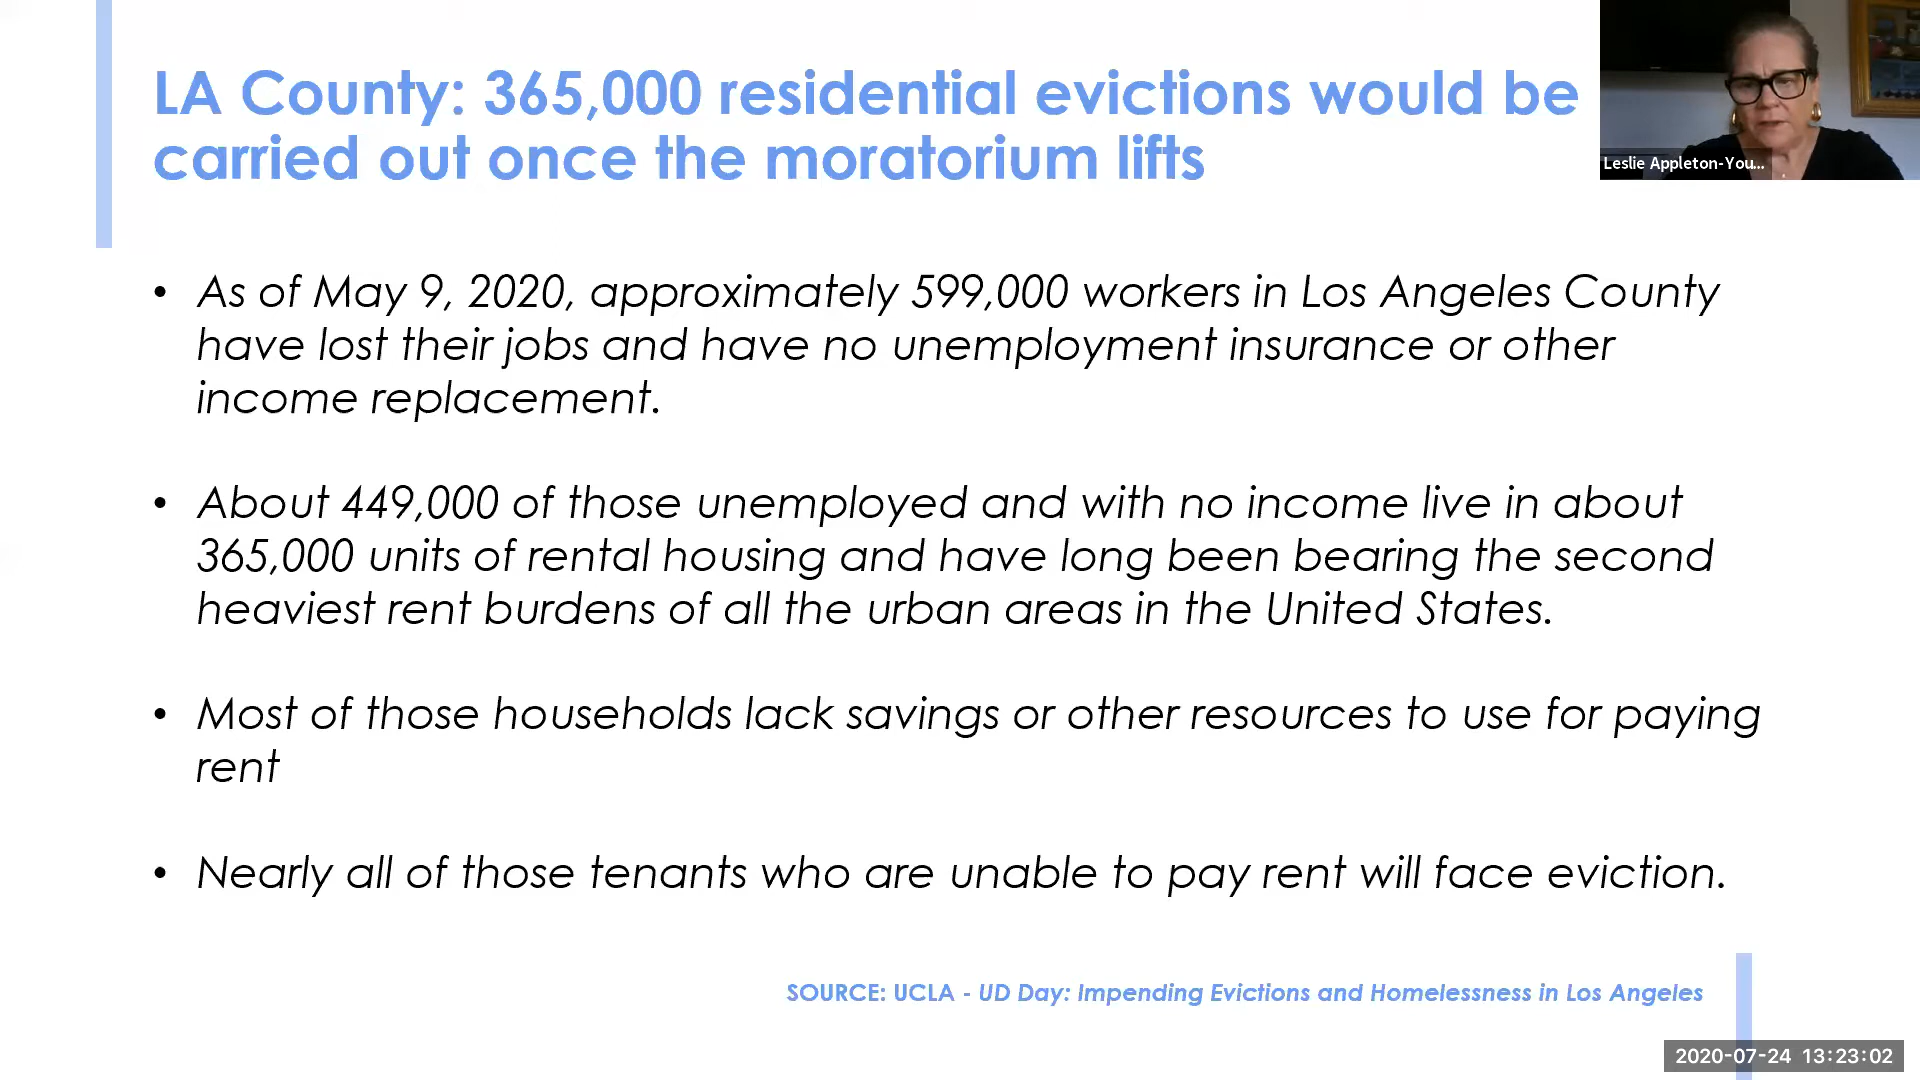 LA County: 365,000 residential evictions would be
carried out once the moratorium lifts
Leslie Appleton-You...
• As of May 9, 2020, approximately 599,000 workers in Los Angeles County
have lost their jobs and have no unemployment insurance or other
income replacement.
• About 449,000 of those unemployed and with no income live in about
365,000 units of rental housing and have long been bearing the second
heaviest rent burdens of all the urban areas in the United States.
• Most of those households lack savings or other resources to use for paying
rent
• Nearly all of those tenants who are unable to pay rent will face eviction.
SOURCE: UCLA - UD Day: Impending Evictions and Homelessness in Los Angeles
2020-07-24 13:23:02